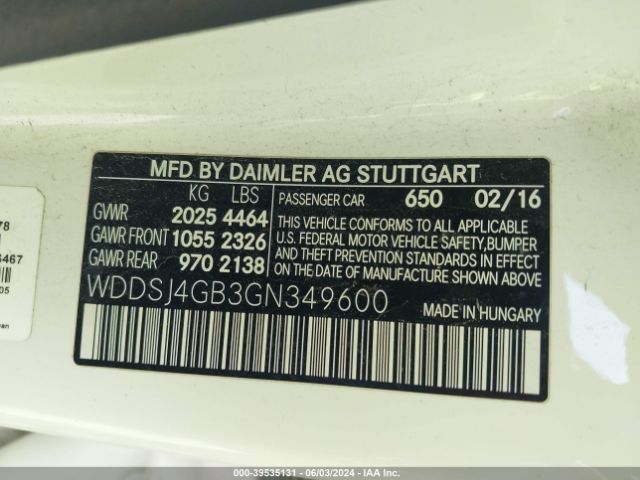 MFD BY DAIMLER AG STUTTGART
KG LBS
GVWR 2025 4464
GAWR FRONT 1055 2326
GAWR REAR 970 2138
PASSENGER CAR 650 02/16
THIS VEHICLE CONFORMS TO ALL APPLICABLE
U.S. FEDERAL MOTOR VEHICLE SAFETY, BUMPER
AND THEFT PREVENTION STANDARDS IN EFFECT
ON THE DATE OF MANUFACTURE SHOWN ABOVE.
WDDSJ4GB3GN349600
MADE IN HUNGARY
78
6467
05
000-39535131 - 06/03/2024 - IAA Inc.